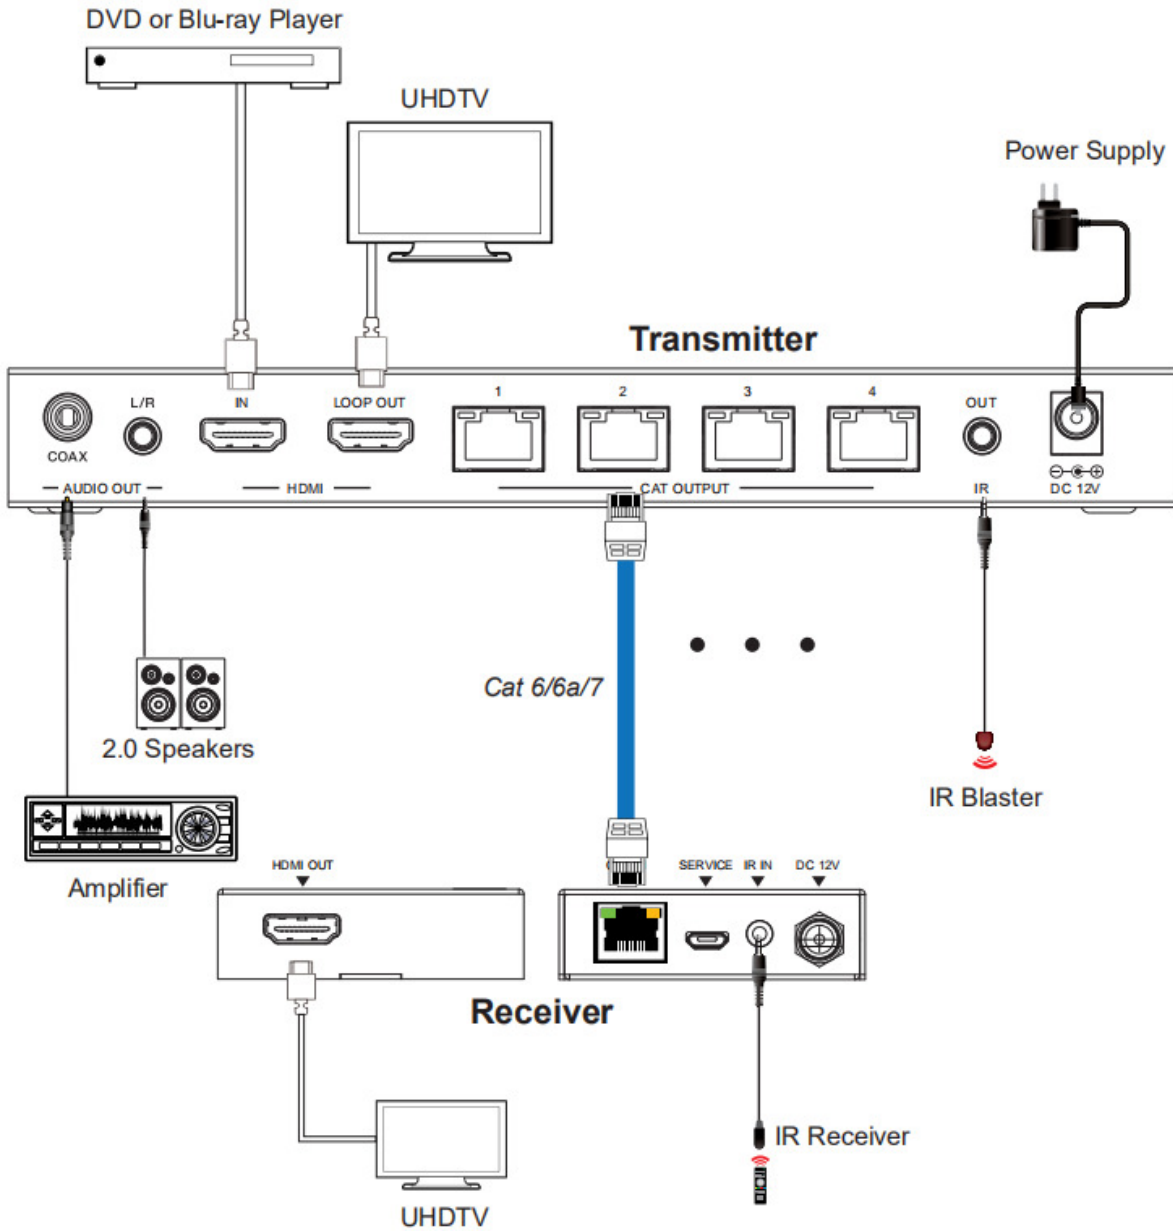 DVD or Blu-ray Player
UHDTV
Power Supply
Transmitter
COAX
L/R
AUDIO OUT
IN
LOOP OUT
HDMI
1
2
3
4
CAT OUTPUT
OUT
IR
DC 12V
Cat 6/6a/7
2.0 Speakers
IR Blaster
Amplifier
HDMI OUT
SERVICE
IR IN
DC 12V
Receiver
IR Receiver
UHDTV